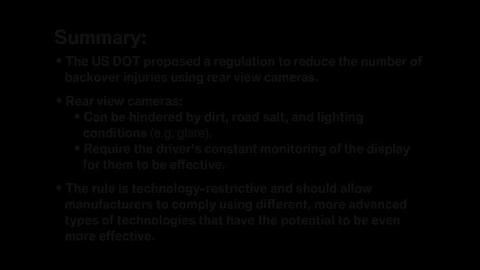 Summary:
• The US DOT proposed a regulation to reduce the number of
backover injuries using rear view cameras.
• Rear view cameras:
• Can be hindered by dirt, road salt, and lighting
conditions (e.g. glare).
• Require the driver's constant monitoring of the display
for them to be effective.
• The rule is technology-restrictive and should allow
manufacturers to comply using different, more advanced
types of technologies that have the potential to be even
more effective.